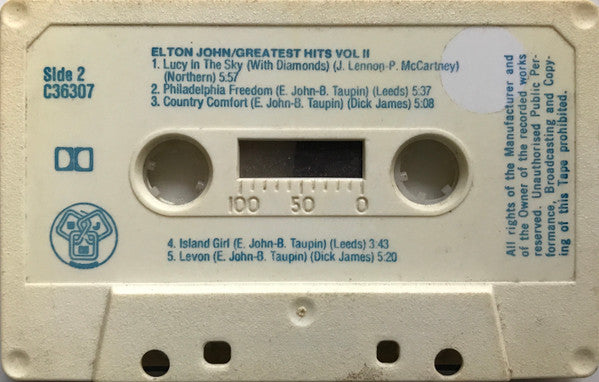 ELTON JOHN/GREATEST HITS VOL II
Side 2
C36307
1. Lucy In The Sky (With Diamonds) (J. Lennon-P. McCartney)
(Northern) 5:57
2. Philadelphia Freedom (E. John-B. Taupin) (Leeds) 5:37
3. Country Comfort (E. John-B. Taupin) (Dick James) 5:08
100 50 0
4. Island Girl (E. John-B. Taupin) (Leeds) 3:43
5. Levon (E. John-B. Taupin) (Dick James) 5:20
All rights of the Manufacturer and
of the Owner of the recorded works
reserved. Unauthorised Public Per-
formance, Broadcasting and Copy-
ing of this Tape prohibited.